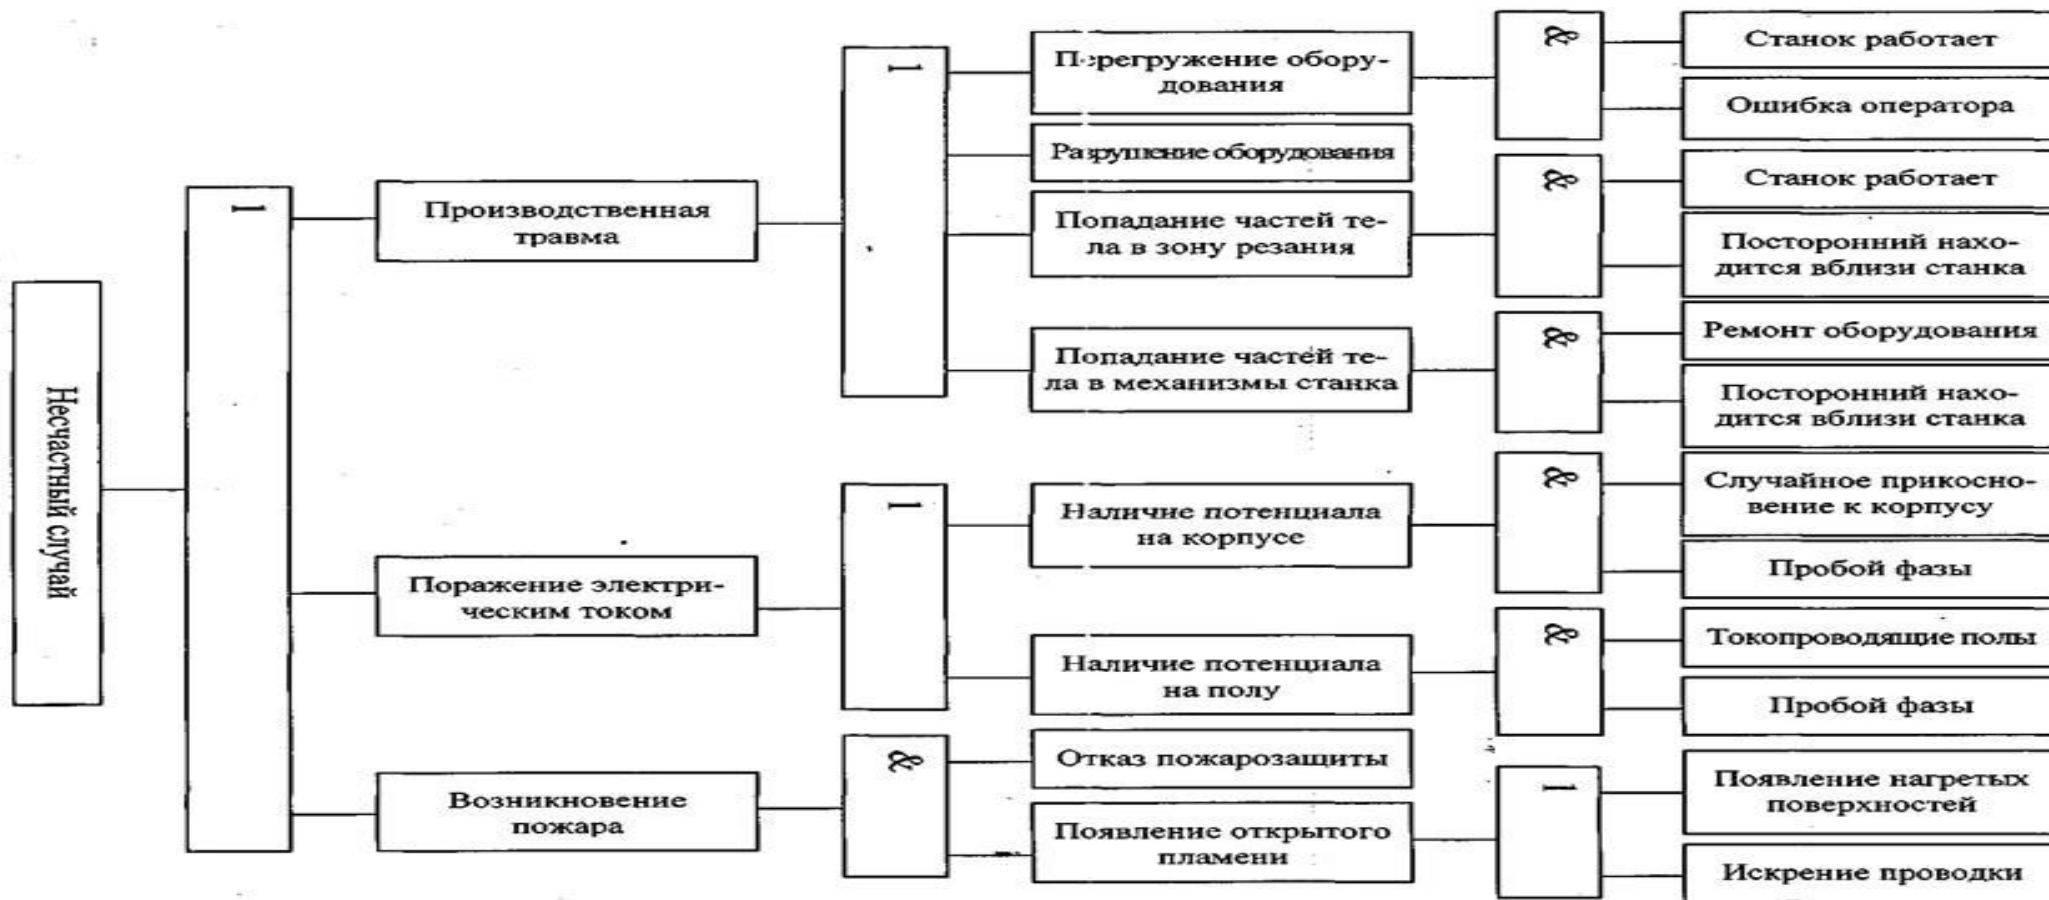 Несчастный случай
1
Производственная
травма
Поражение электри-
ческим током
Возникновение
пожара
1
1
&
Перегружение обору-
дования
Разрушение оборудования
Попадание частей те-
ла в зону резания
Попадание частей те-
ла в механизмы станка
Наличие потенциала
на корпусе
Наличие потенциала
на полу
Отказ пожарозащиты
Появление открытого
пламени
&
&
&
&
&
1
Станок работает
Ошибка оператора
Станок работает
Посторонний нахо-
дится вблизи станка
Ремонт оборудования
Посторонний нахо-
дится вблизи станка
Случайное прикосно-
вение к корпусу
Пробой фазы
Токопроводящие полы
Пробой фазы
Появление нагретых
поверхностей
Искрение проводки